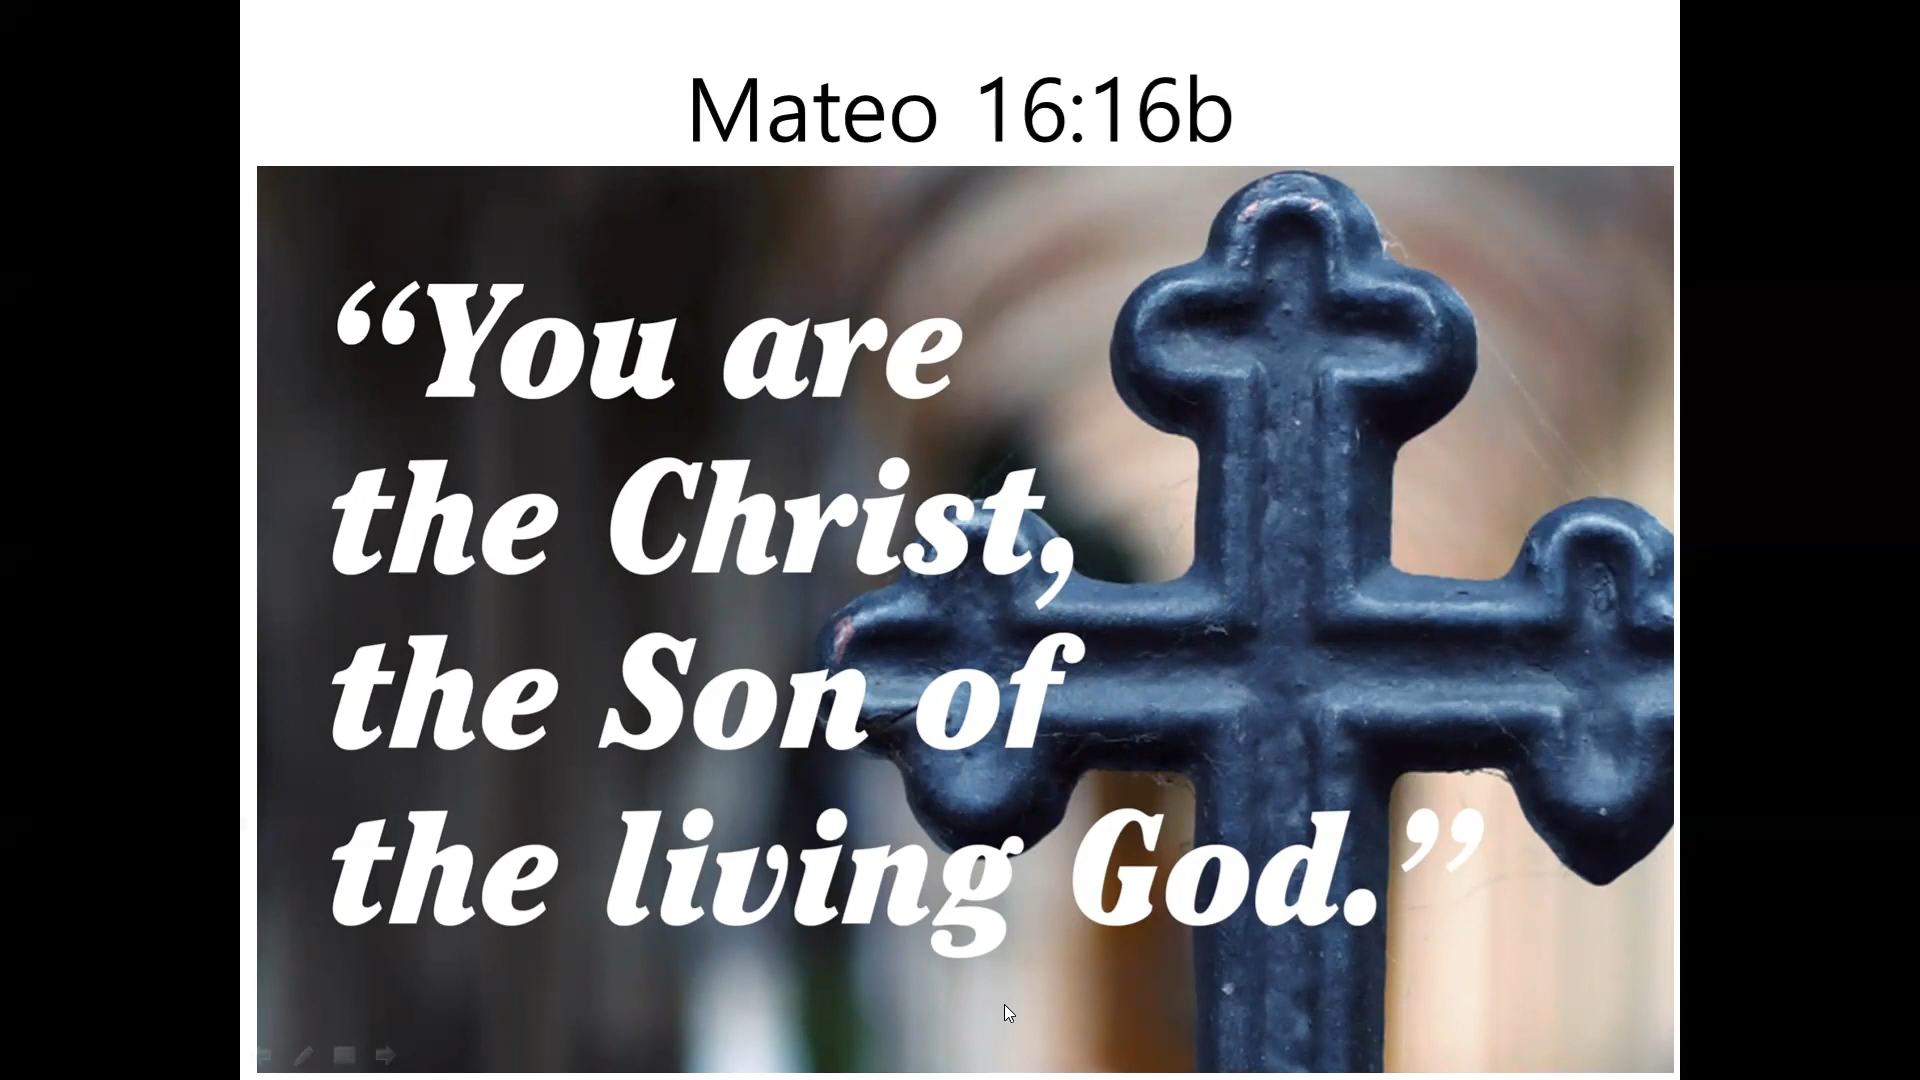 Mateo 16:16b
“You are
the Christ,
the Son of
the living God.”